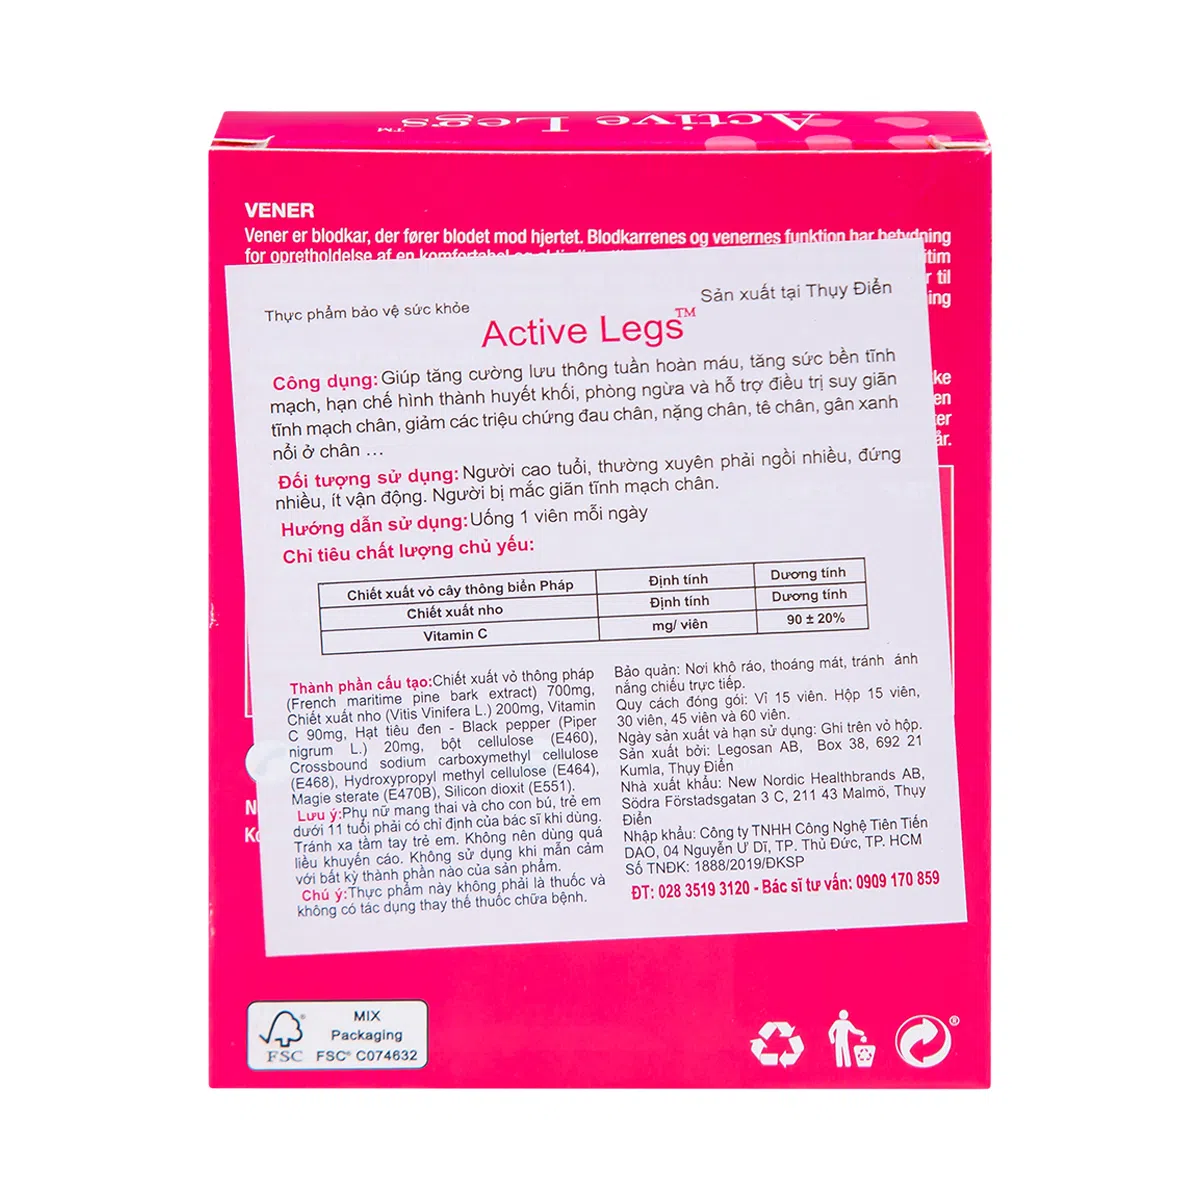 Active Legs™
VENER
Vener er blodkar, der fører blodet mod hjertet. Blodkarrenes og venernes funktion har betydning
for opretholdelse af en komfortabel og
itim
r til
ing
ke
en
ter
år.
Thực phẩm bảo vệ sức khỏe
Sản xuất tại Thụy Điển
Active Legs™
Công dụng: Giúp tăng cường lưu thông tuần hoàn máu, tăng sức bền tĩnh
mạch, hạn chế hình thành huyết khối, phòng ngừa và hỗ trợ điều trị suy giãn
tĩnh mạch chân, giảm các triệu chứng đau chân, nặng chân, tê chân, gân xanh
nổi ở chân ...
Đối tượng sử dụng: Người cao tuổi, thường xuyên phải ngồi nhiều, đứng
nhiều, ít vận động. Người bị mắc giãn tĩnh mạch chân.
Hướng dẫn sử dụng: Uống 1 viên mỗi ngày
Chỉ tiêu chất lượng chủ yếu:
Chiết xuất vỏ cây thông biển Pháp Định tính Dương tính
Chiết xuất nho Định tính Dương tính
Vitamin C mg/ viên 90 ± 20%
Thành phần cấu tạo:Chiết xuất vỏ thông pháp
(French maritime pine bark extract) 700mg,
Chiết xuất nho (Vitis Vinifera L.) 200mg, Vitamin
C 90mg, Hạt tiêu đen - Black pepper (Piper
nigrum L.) 20mg, bột cellulose (E460),
Crossbound sodium carboxymethyl cellulose
(E468), Hydroxypropyl methyl cellulose (E464),
Magie sterate (E470B), Silicon dioxit (E551).
Lưu ý:Phụ nữ mang thai và cho con bú, trẻ em
dưới 11 tuổi phải có chỉ định của bác sĩ khi dùng.
Tránh xa tầm tay trẻ em. Không nên dùng quá
liều khuyến cáo. Không sử dụng khi mẫn cảm
với bất kỳ thành phần nào của sản phẩm.
Chú ý:Thực phẩm này không phải là thuốc và
không có tác dụng thay thế thuốc chữa bệnh.
Bảo quản: Nơi khô ráo, thoáng mát, tránh ánh
nắng chiếu trực tiếp.
Quy cách đóng gói: Vỉ 15 viên. Hộp 15 viên,
30 viên, 45 viên và 60 viên.
Ngày sản xuất và hạn sử dụng: Ghi trên vỏ hộp.
Sản xuất bởi: Legosan AB, Box 38, 692 21
Kumla, Thụy Điển
Nhà xuất khẩu: New Nordic Healthbrands AB,
Södra Förstadsgatan 3 C, 211 43 Malmö, Thụy
Điển
Nhập khẩu: Công ty TNHH Công Nghệ Tiên Tiến
DAO, 04 Nguyễn Ư Dĩ, TP. Thủ Đức, TP. HCM
Số TNĐK: 1888/2019/ĐKSP
ĐT: 028 3519 3120 - Bác sĩ tư vấn: 0909 170 859
N
Ko
MIX
Packaging
FSC FSC® C074632
®